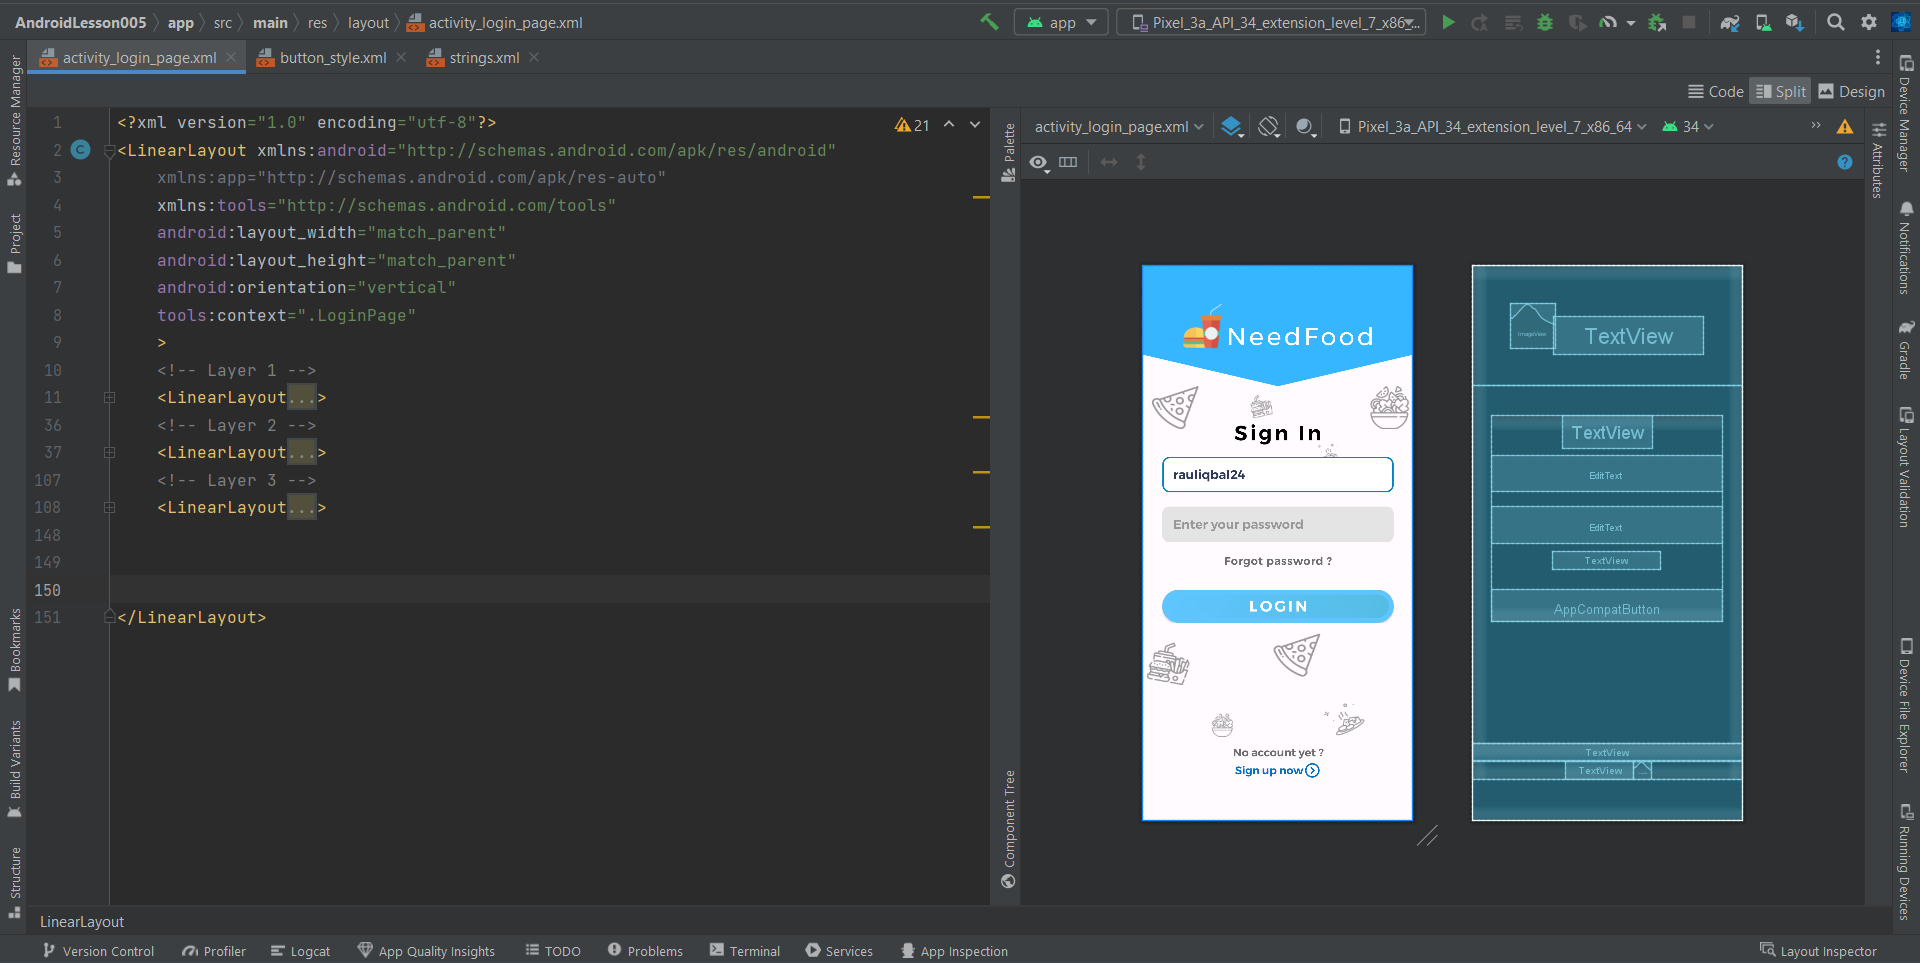 AndroidLesson005 app src main res layout activity_login_page.xml
app
Pixel_3a_API_34_extension_level_7_x86_...
activity_login_page.xml
button_style.xml
strings.xml
Code
Split
Design
1 <?xml version="1.0" encoding="utf-8"?>
21
2 <LinearLayout xmlns:android="http://schemas.android.com/apk/res/android"
3 xmlns:app="http://schemas.android.com/apk/res-auto"
4 xmlns:tools="http://schemas.android.com/tools"
5 android:layout_width="match_parent"
6 android:layout_height="match_parent"
7 android:orientation="vertical"
8 tools:context=".LoginPage"
9 >
10 <!-- Layer 1 -->
11 <LinearLayout...>
36 <!-- Layer 2 -->
37 <LinearLayout...>
107 <!-- Layer 3 -->
108 <LinearLayout...>
148
149
150
151 </LinearLayout>
Resource Manager
Project
Bookmarks
Build Variants
Structure
Palette
Component Tree
activity_login_page.xml
Pixel_3a_API_34_extension_level_7_x86_64
34
NeedFood
Sign In
rauliqbal24
Enter your password
Forgot password ?
LOGIN
No account yet ?
Sign up now
ImageView
TextView
TextView
EditText
EditText
TextView
AppCompatButton
TextView
TextView
Attributes
Device Manager
Notifications
Gradle
Layout Validation
Device File Explorer
Running Devices
LinearLayout
Version Control
Profiler
Logcat
App Quality Insights
TODO
Problems
Terminal
Services
App Inspection
Layout Inspector